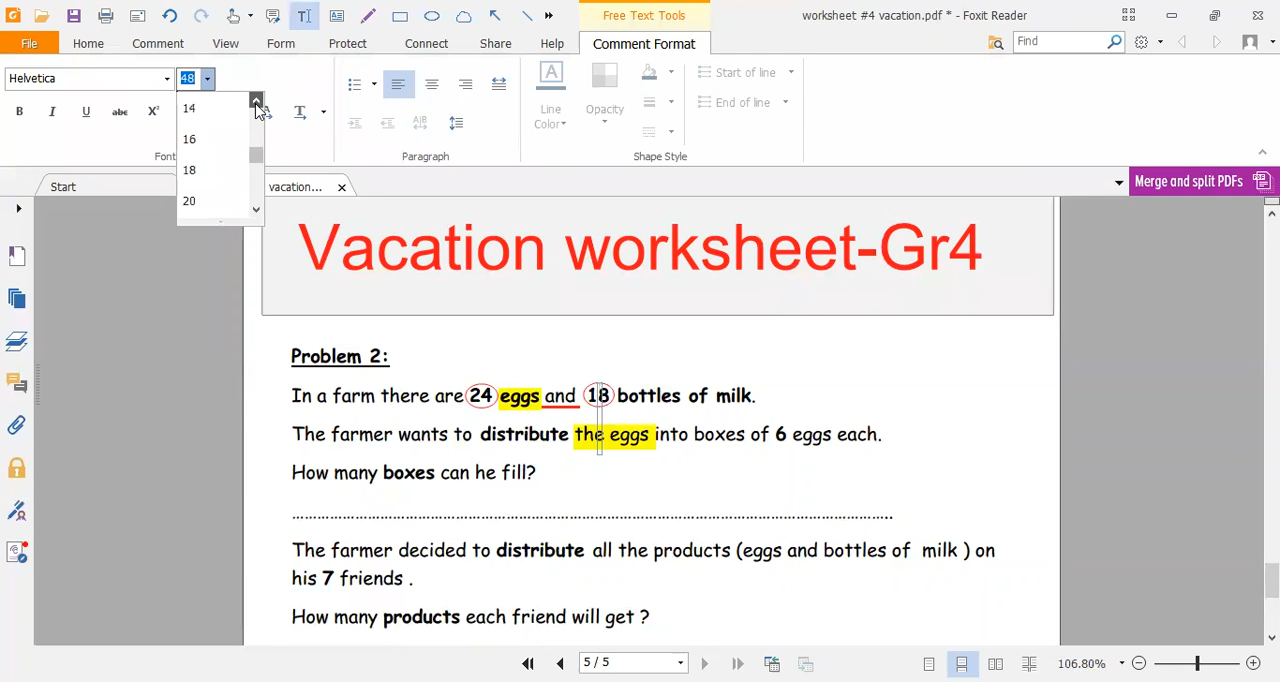 Free Text Tools
worksheet #4 vacation.pdf * - Foxit Reader
File Home Comment View Form Protect Connect Share Help Comment Format
Find
Helvetica 48
Start of line
End of line
B I U abc X²
14
16
18
20
Line Color
Opacity
Font
Paragraph
Shape Style
Start
vacation...
Merge and split PDFs
Vacation worksheet-Gr4
Problem 2:
In a farm there are 24 eggs and 18 bottles of milk.
The farmer wants to distribute the eggs into boxes of 6 eggs each.
How many boxes can he fill?
………………………………………………………………………………………………………………………..
The farmer decided to distribute all the products (eggs and bottles of milk ) on
his 7 friends .
How many products each friend will get ?
5 / 5
106.80%